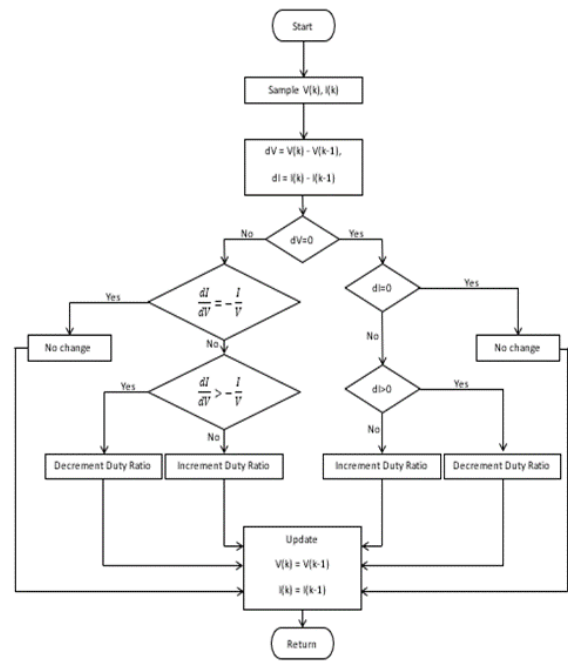 Start
Sample V(k), I(k)
dV = V(k) - V(k-1),
dI = I(k) - I(k-1)
No
dV=0
Yes
Yes
dI/dV = - I/V
dI=0
Yes
No change
No
No
No change
Yes
dI/dV > - I/V
dI>0
Yes
No
No
Decrement Duty Ratio
Increment Duty Ratio
Increment Duty Ratio
Decrement Duty Ratio
Update
V(k) = V(k-1)
I(k) = I(k-1)
Return